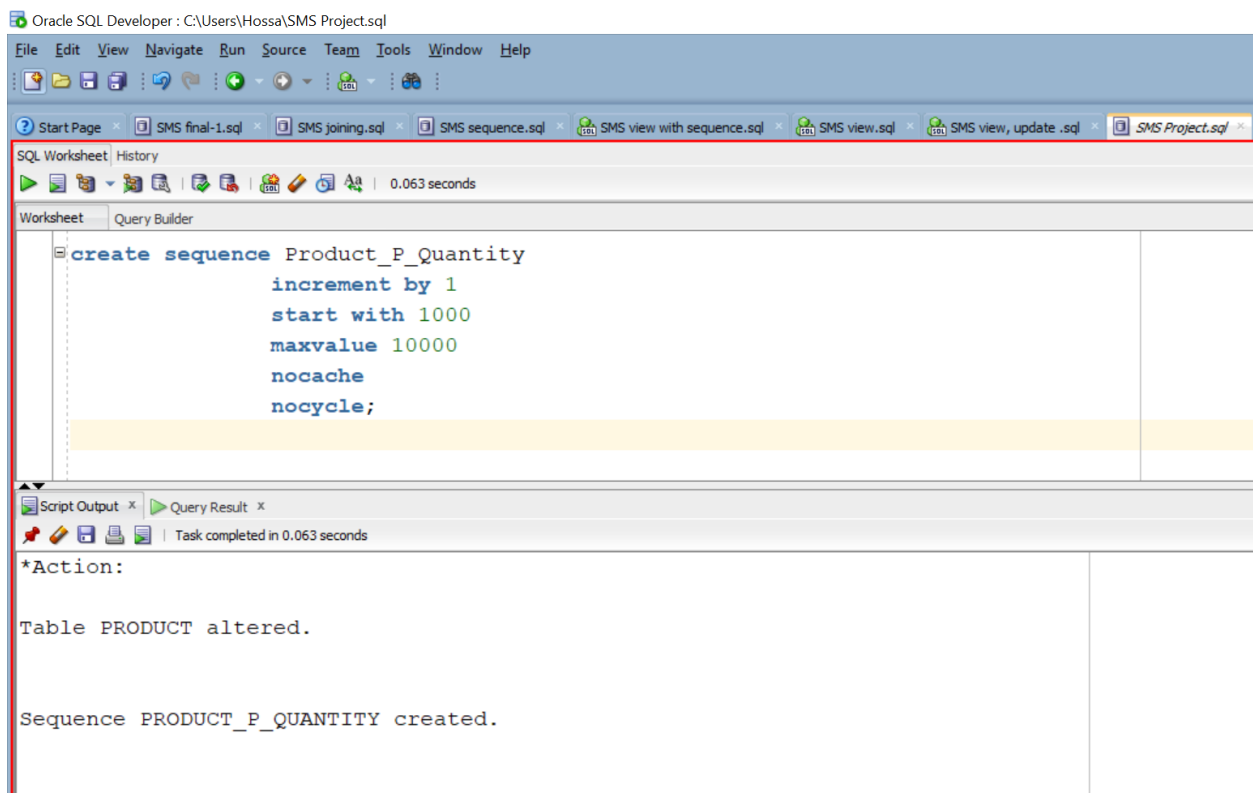 Oracle SQL Developer : C:\Users\Hossa\SMS Project.sql
File Edit View Navigate Run Source Team Tools Window Help
Start Page SMS final-1.sql SMS joining.sql SMS sequence.sql SMS view with sequence.sql SMS view.sql SMS view, update .sql SMS Project.sql
SQL Worksheet History
0.063 seconds
Worksheet Query Builder
create sequence Product_P_Quantity
increment by 1
start with 1000
maxvalue 10000
nocache
nocycle;
Script Output x Query Result x
Task completed in 0.063 seconds
*Action:
Table PRODUCT altered.
Sequence PRODUCT_P_QUANTITY created.